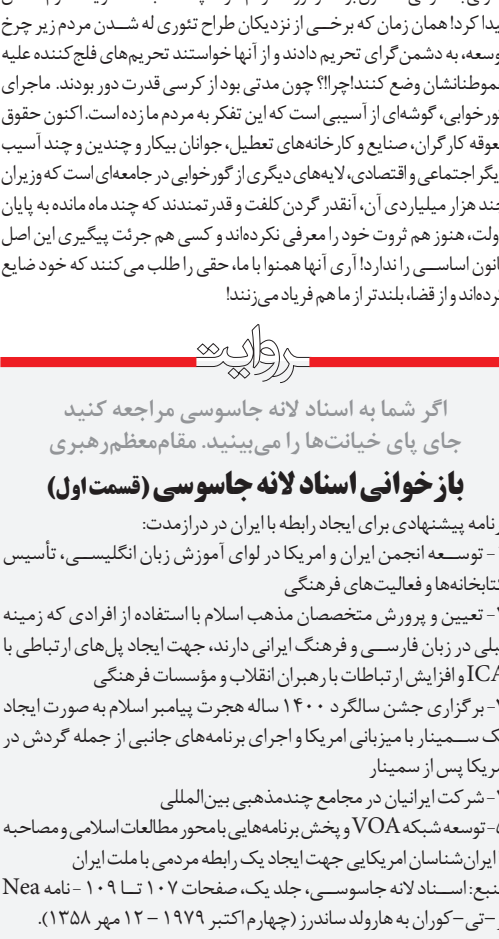 پیدا کرد! همان زمان که برخی از نزدیکان طراح تئوری له شدن مردم زیر چرخ
توسعه، به دشمن گرای تحریم دادند و از آنها خواستند تحریم‌های فلج‌کننده علیه
هموطنانشان وضع کنند! چرا!؟ چون مدتی بود از کرسی قدرت دور بودند. ماجرای
گورخوابی، گوشه‌ای از آسیبی است که این تفکر به مردم ما زده است. اکنون حقوق
معوقه کارگران، صنایع و کارخانه‌های تعطیل، جوانان بیکار و چندین و چند آسیب
دیگر اجتماعی و اقتصادی، لایه‌های دیگری از گورخوابی در جامعه‌ای است که وزیران
چند هزار میلیاردی آن، آنقدر گردن کلفت و قدرتمندند که چند ماه مانده به پایان
دولت، هنوز هم ثروت خود را معرفی نکرده‌اند و کسی هم جرئت پیگیری این اصل
قانون اساسی را ندارد! آری آنها همنوا با ما، حقی را طلب می‌کنند که خود ضایع
کرده‌اند و از قضا، بلندتر از ما هم فریاد می‌زنند!
روایت
اگر شما به اسناد لانه جاسوسی مراجعه کنید
جای پای خیانت‌ها را می‌بینید. مقام‌معظم‌رهبری
بازخوانی اسناد لانه جاسوسی (قسمت اول)
برنامه پیشنهادی برای ایجاد رابطه با ایران در درازمدت:
۱- توسعه انجمن ایران و امریکا در لوای آموزش زبان انگلیسی، تأسیس
کتابخانه‌ها و فعالیت‌های فرهنگی
۲- تعیین و پرورش متخصصان مذهب اسلام با استفاده از افرادی که زمینه
قبلی در زبان فارسی و فرهنگ ایرانی دارند، جهت ایجاد پل‌های ارتباطی با
ICA و افزایش ارتباطات با رهبران انقلاب و مؤسسات فرهنگی
۳- برگزاری جشن سالگرد ۱۴۰۰ ساله هجرت پیامبر اسلام به صورت ایجاد
یک سمینار با میزبانی امریکا و اجرای برنامه‌های جانبی از جمله گردش در
امریکا پس از سمینار
۴- شرکت ایرانیان در مجامع چندمذهبی بین‌المللی
۵- توسعه شبکه VOA و پخش برنامه‌هایی با محور مطالعات اسلامی و مصاحبه
با ایران‌شناسان امریکایی جهت ایجاد یک رابطه مردمی با ملت ایران
منبع: اسناد لانه جاسوسی، جلد یک، صفحات ۱۰۷ تا ۱۰۹ - نامه Nea
-تی-کوران به هارولد ساندرز (چهارم اکتبر ۱۹۷۹ - ۱۲ مهر ۱۳۵۸).